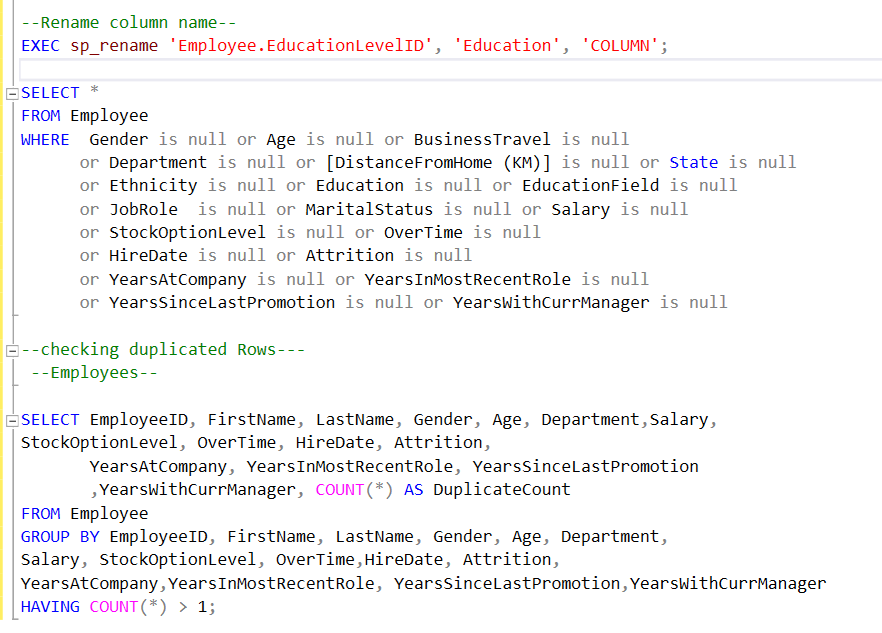 --Rename column name--
EXEC sp_rename 'Employee.EducationLevelID', 'Education', 'COLUMN';
SELECT *
FROM Employee
WHERE  Gender is null or Age is null or BusinessTravel is null
or Department is null or [DistanceFromHome (KM)] is null or State is null
or Ethnicity is null or Education is null or EducationField is null
or JobRole  is null or MaritalStatus is null or Salary is null
or StockOptionLevel is null or OverTime is null
or HireDate is null or Attrition is null
or YearsAtCompany is null or YearsInMostRecentRole is null
or YearsSinceLastPromotion is null or YearsWithCurrManager is null
--checking duplicated Rows---
--Employees--
SELECT EmployeeID, FirstName, LastName, Gender, Age, Department,Salary,
StockOptionLevel, OverTime, HireDate, Attrition,
YearsAtCompany, YearsInMostRecentRole, YearsSinceLastPromotion
,YearsWithCurrManager, COUNT(*) AS DuplicateCount
FROM Employee
GROUP BY EmployeeID, FirstName, LastName, Gender, Age, Department,
Salary, StockOptionLevel, OverTime,HireDate, Attrition,
YearsAtCompany,YearsInMostRecentRole, YearsSinceLastPromotion,YearsWithCurrManager
HAVING COUNT(*) > 1;